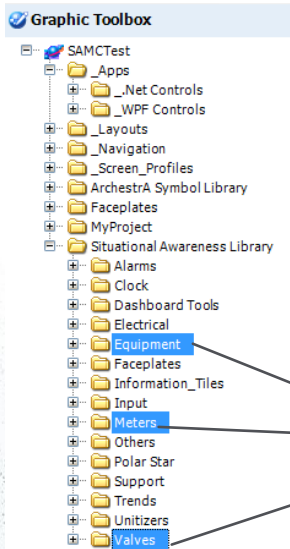 Graphic Toolbox
SAMCTest
_Apps
_.Net Controls
_WPF Controls
_Layouts
_Navigation
_Screen_Profiles
ArchestrA Symbol Library
Faceplates
MyProject
Situational Awareness Library
Alarms
Clock
Dashboard Tools
Electrical
Equipment
Faceplates
Information_Tiles
Input
Meters
Others
Polar Star
Support
Trends
Unitizers
Valves